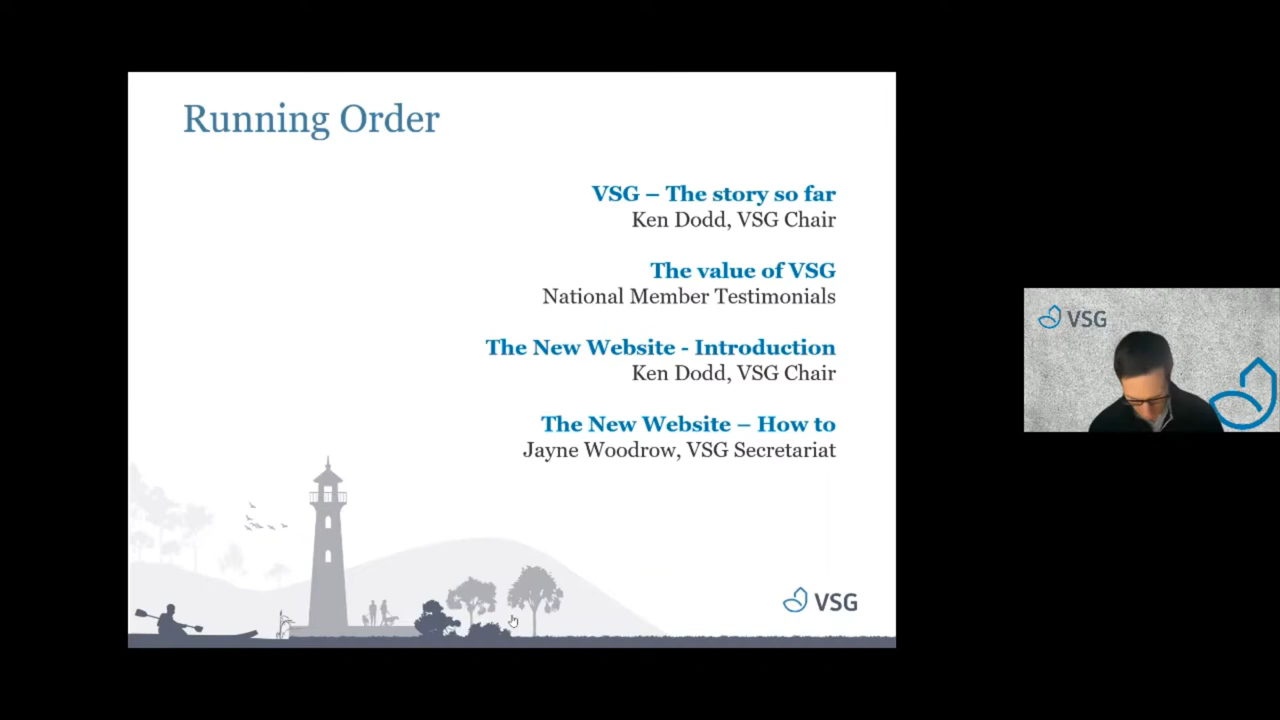 Running Order
VSG – The story so far
Ken Dodd, VSG Chair
The value of VSG
National Member Testimonials
The New Website - Introduction
Ken Dodd, VSG Chair
The New Website – How to
Jayne Woodrow, VSG Secretariat
VSG
VSG